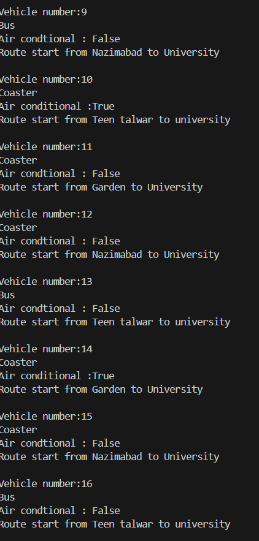 Vehicle number:9
Bus
Air condtional : False
Route start from Nazimabad to University
Vehicle number:10
Coaster
Air conditional :True
Route start from Teen talwar to university
Vehicle number:11
Coaster
Air condtional : False
Route start from Garden to University
Vehicle number:12
Coaster
Air condtional : False
Route start from Nazimabad to University
Vehicle number:13
Bus
Air condtional : False
Route start from Teen talwar to university
Vehicle number:14
Coaster
Air conditional :True
Route start from Garden to University
Vehicle number:15
Coaster
Air condtional : False
Route start from Nazimabad to University
Vehicle number:16
Bus
Air condtional : False
Route start from Teen talwar to university